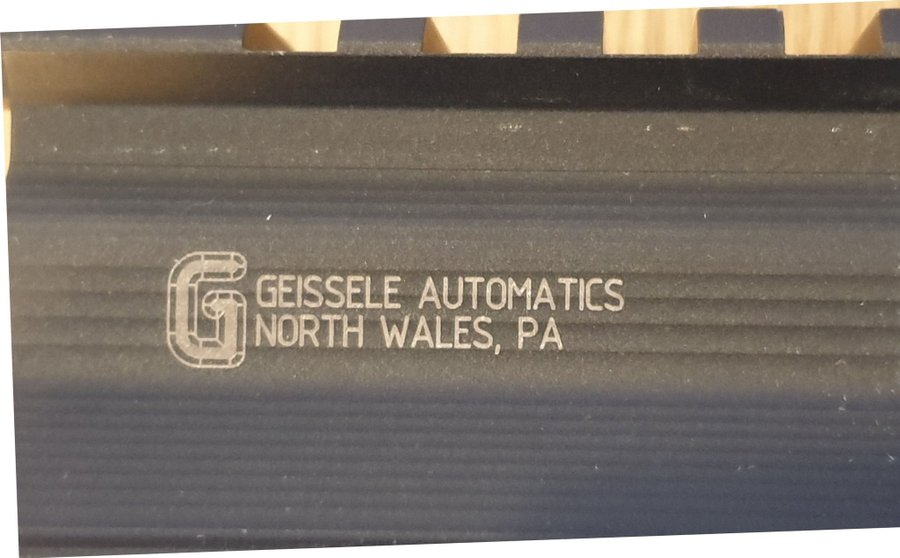 GEISSELE AUTOMATICS
NORTH WALES, PA